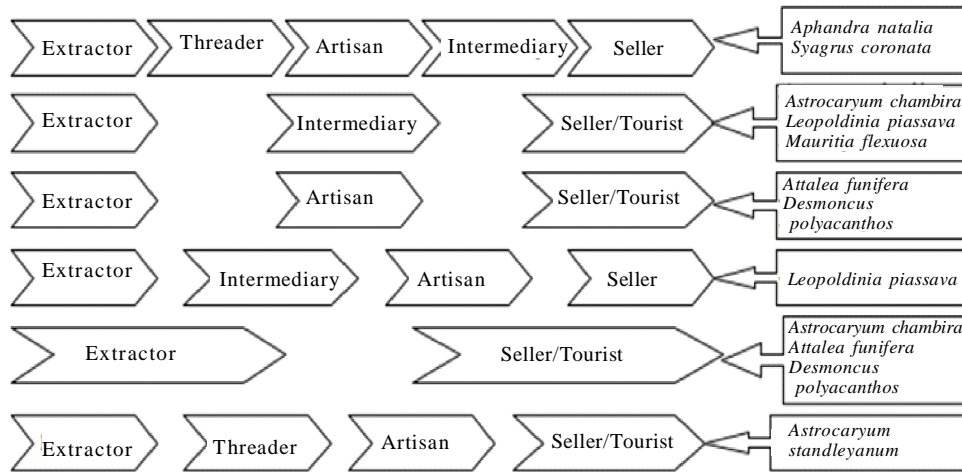 Extractor Threader Artisan Intermediary Seller
Aphandra natalia
Syagrus coronata
Extractor Intermediary Seller/Tourist
Astrocaryum chambira
Leopoldinia piassava
Mauritia flexuosa
Extractor Artisan Seller/Tourist
Attalea funifera
Desmoncus
polyacanthos
Extractor Intermediary Artisan Seller
Leopoldinia piassava
Extractor Seller/Tourist
Astrocaryum chambira
Attalea funifera
Desmoncus
polyacanthos
Extractor Threader Artisan Seller/Tourist
Astrocaryum
standleyanum